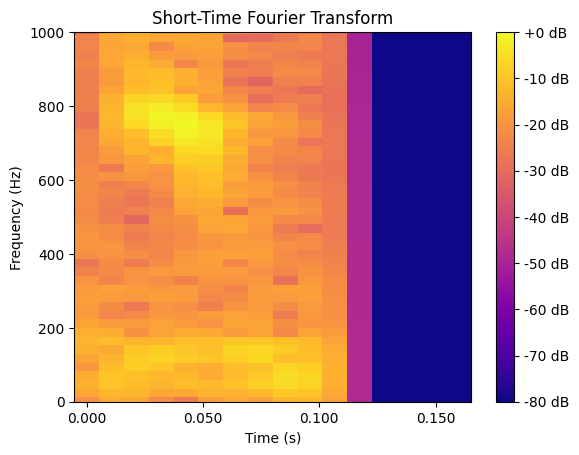 Short-Time Fourier Transform
1000
800
600
400
200
0
Frequency (Hz)
0.000
0.050
0.100
0.150
Time (s)
+0 dB
-10 dB
-20 dB
-30 dB
-40 dB
-50 dB
-60 dB
-70 dB
-80 dB